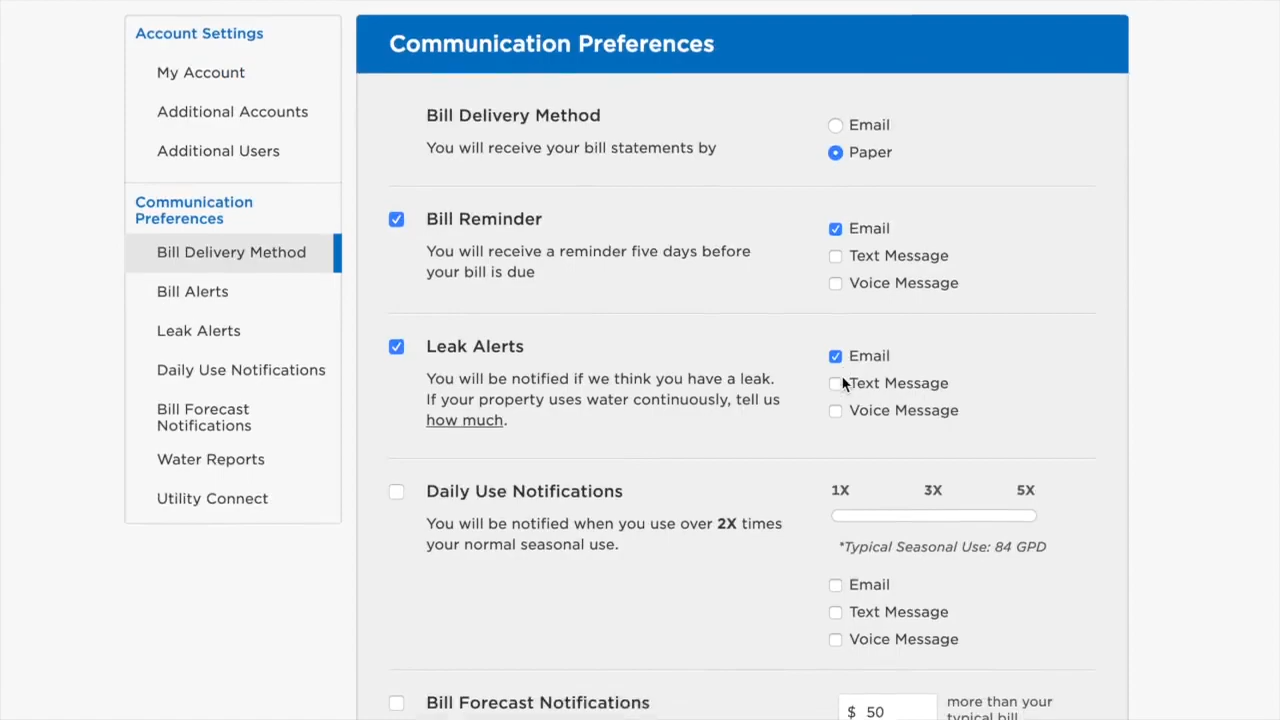 Account Settings
My Account
Additional Accounts
Additional Users
Communication
Preferences
Bill Delivery Method
Bill Alerts
Leak Alerts
Daily Use Notifications
Bill Forecast
Notifications
Water Reports
Utility Connect
Communication Preferences
Bill Delivery Method
You will receive your bill statements by
Email
Paper
Bill Reminder
You will receive a reminder five days before
your bill is due
Email
Text Message
Voice Message
Leak Alerts
You will be notified if we think you have a leak.
If your property uses water continuously, tell us
how much.
Email
Text Message
Voice Message
Daily Use Notifications
You will be notified when you use over 2X times
your normal seasonal use.
1X 3X 5X
*Typical Seasonal Use: 84 GPD
Email
Text Message
Voice Message
Bill Forecast Notifications
$ 50
more than your
typical bill